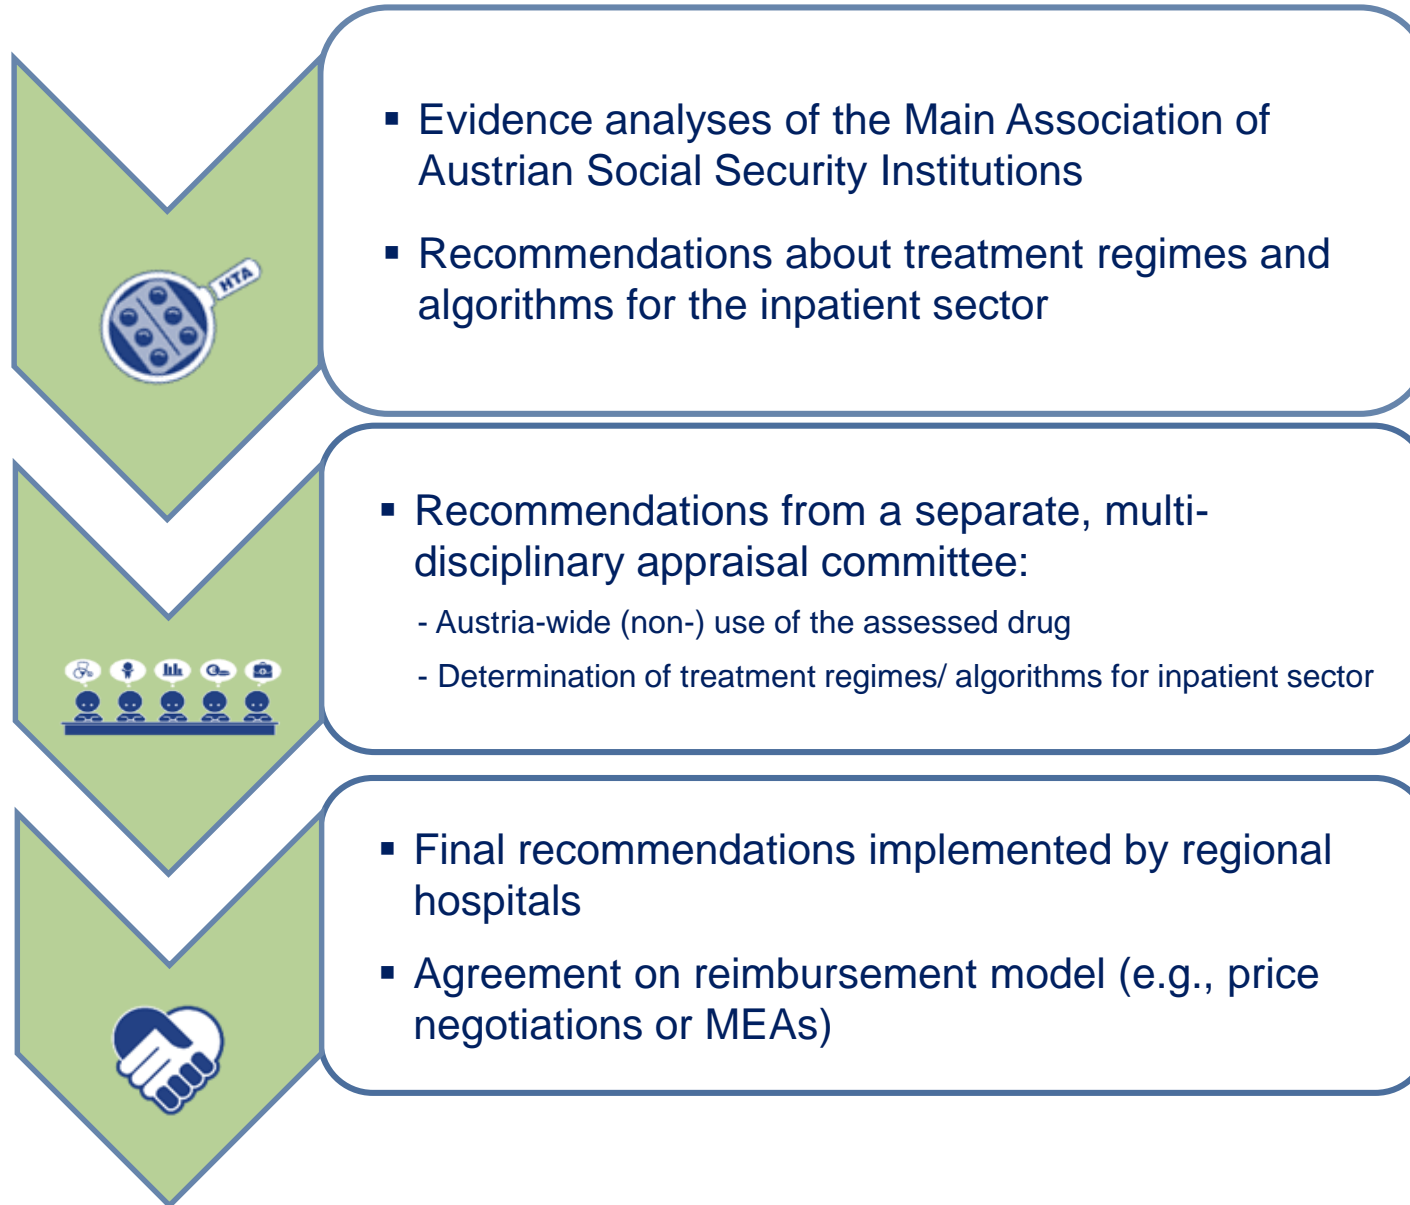 ▪ Evidence analyses of the Main Association of
Austrian Social Security Institutions
▪ Recommendations about treatment regimes and
algorithms for the inpatient sector
HTA
▪ Recommendations from a separate, multi-
disciplinary appraisal committee:
- Austria-wide (non-) use of the assessed drug
- Determination of treatment regimes/ algorithms for inpatient sector
▪ Final recommendations implemented by regional
hospitals
▪ Agreement on reimbursement model (e.g., price
negotiations or MEAs)